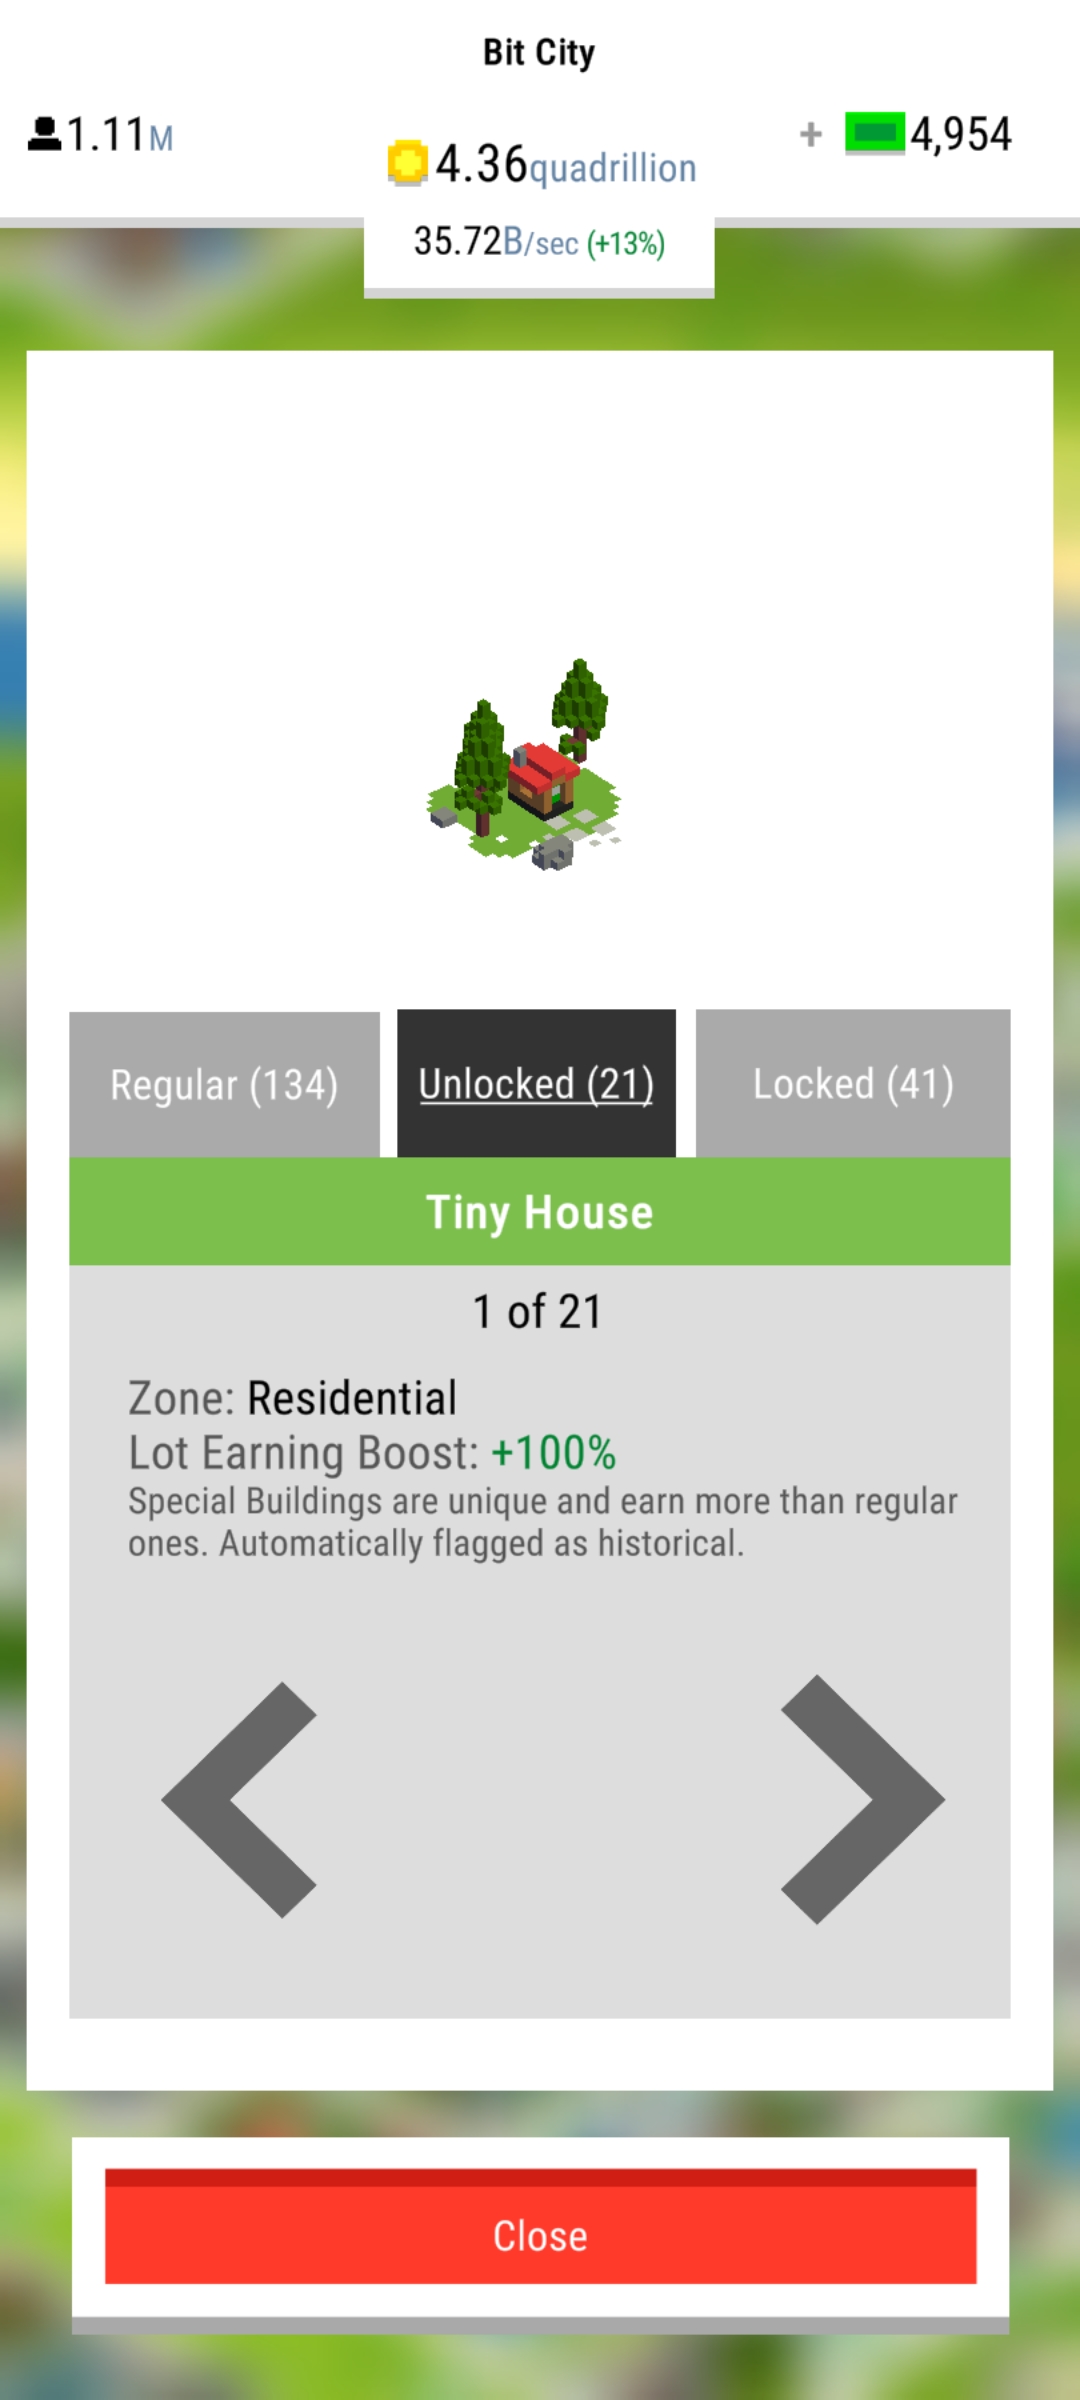 Bit City
1.11M
4.36quadrillion
+ 4,954
35.72B/sec (+13%)
Regular (134)
Unlocked (21)
Locked (41)
Tiny House
1 of 21
Zone: Residential
Lot Earning Boost: +100%
Special Buildings are unique and earn more than regular
ones. Automatically flagged as historical.
Close